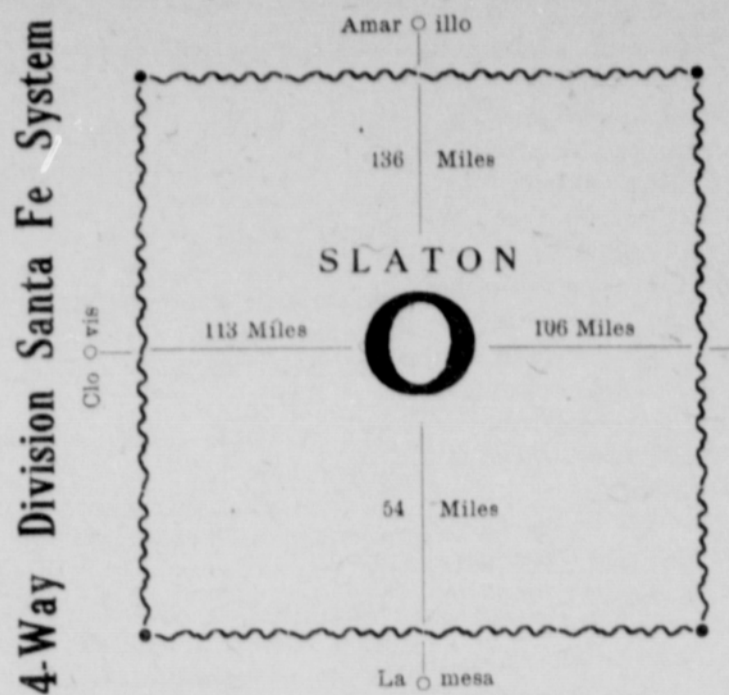 4-Way Division Santa Fe System
Amar illo
136 Miles
SLATON
Clo vis
113 Miles
O
106 Miles
54 Miles
La mesa